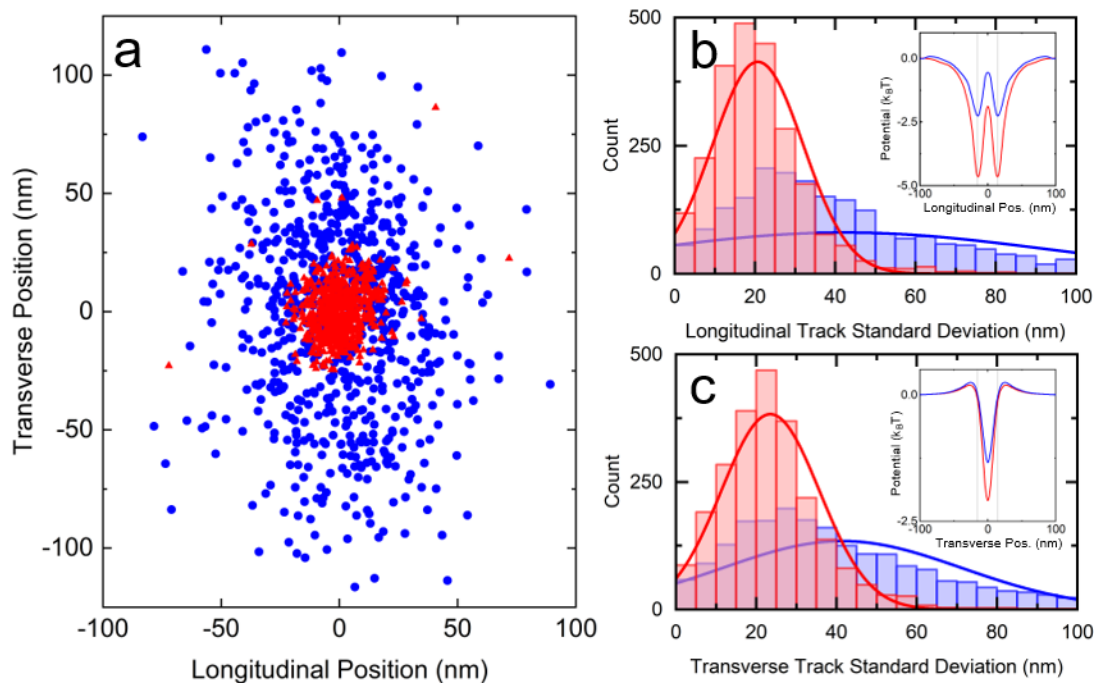 a
100
50
0
-50
-100
Transverse Position (nm)
-100 -50 0 50 100
Longitudinal Position (nm)
b
500
250
0
Count
0 20 40 60 80 100
Longitudinal Track Standard Deviation (nm)
0.0
-2.5
-5.0
Potential (kBT)
-100 0 100
Longitudinal Pos. (nm)
c
500
250
0
Count
0 20 40 60 80 100
Transverse Track Standard Deviation (nm)
0.0
-2.5
Potential (kBT)
-100 0 100
Transverse Pos. (nm)